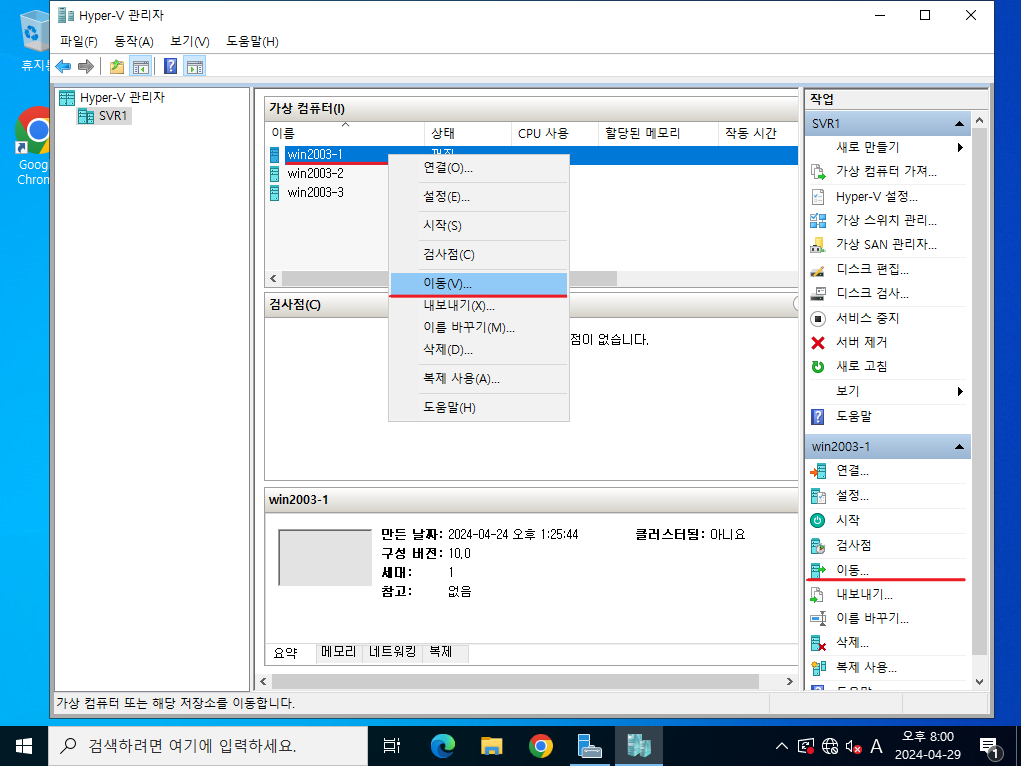 휴지통
Goog
Chrom
Hyper-V 관리자
파일(F) 동작(A) 보기(V) 도움말(H)
Hyper-V 관리자
SVR1
가상 컴퓨터(I)
이름 상태 CPU 사용 할당된 메모리 작동 시간
win2003-1 꺼짐
win2003-2
win2003-3
연결(O)...
설정(E)...
시작(S)
검사점(C)
이동(V)...
내보내기(X)...
이름 바꾸기(M)...
삭제(D)...
복제 사용(A)...
도움말(H)
검사점(C)
점이 없습니다.
win2003-1
만든 날짜: 2024-04-24 오후 1:25:44 클러스터됨: 아니요
구성 버전: 10.0
세대: 1
참고: 없음
요약 메모리 네트워킹 복제
작업
SVR1
새로 만들기
가상 컴퓨터 가져...
Hyper-V 설정...
가상 스위치 관리...
가상 SAN 관리자...
디스크 편집...
디스크 검사...
서비스 중지
서버 제거
새로 고침
보기
도움말
win2003-1
연결...
설정...
시작
검사점
이동...
내보내기...
이름 바꾸기...
삭제...
복제 사용...
도움말
가상 컴퓨터 또는 해당 저장소를 이동합니다.
검색하려면 여기에 입력하세요.
A
오후 8:00
2024-04-29
1